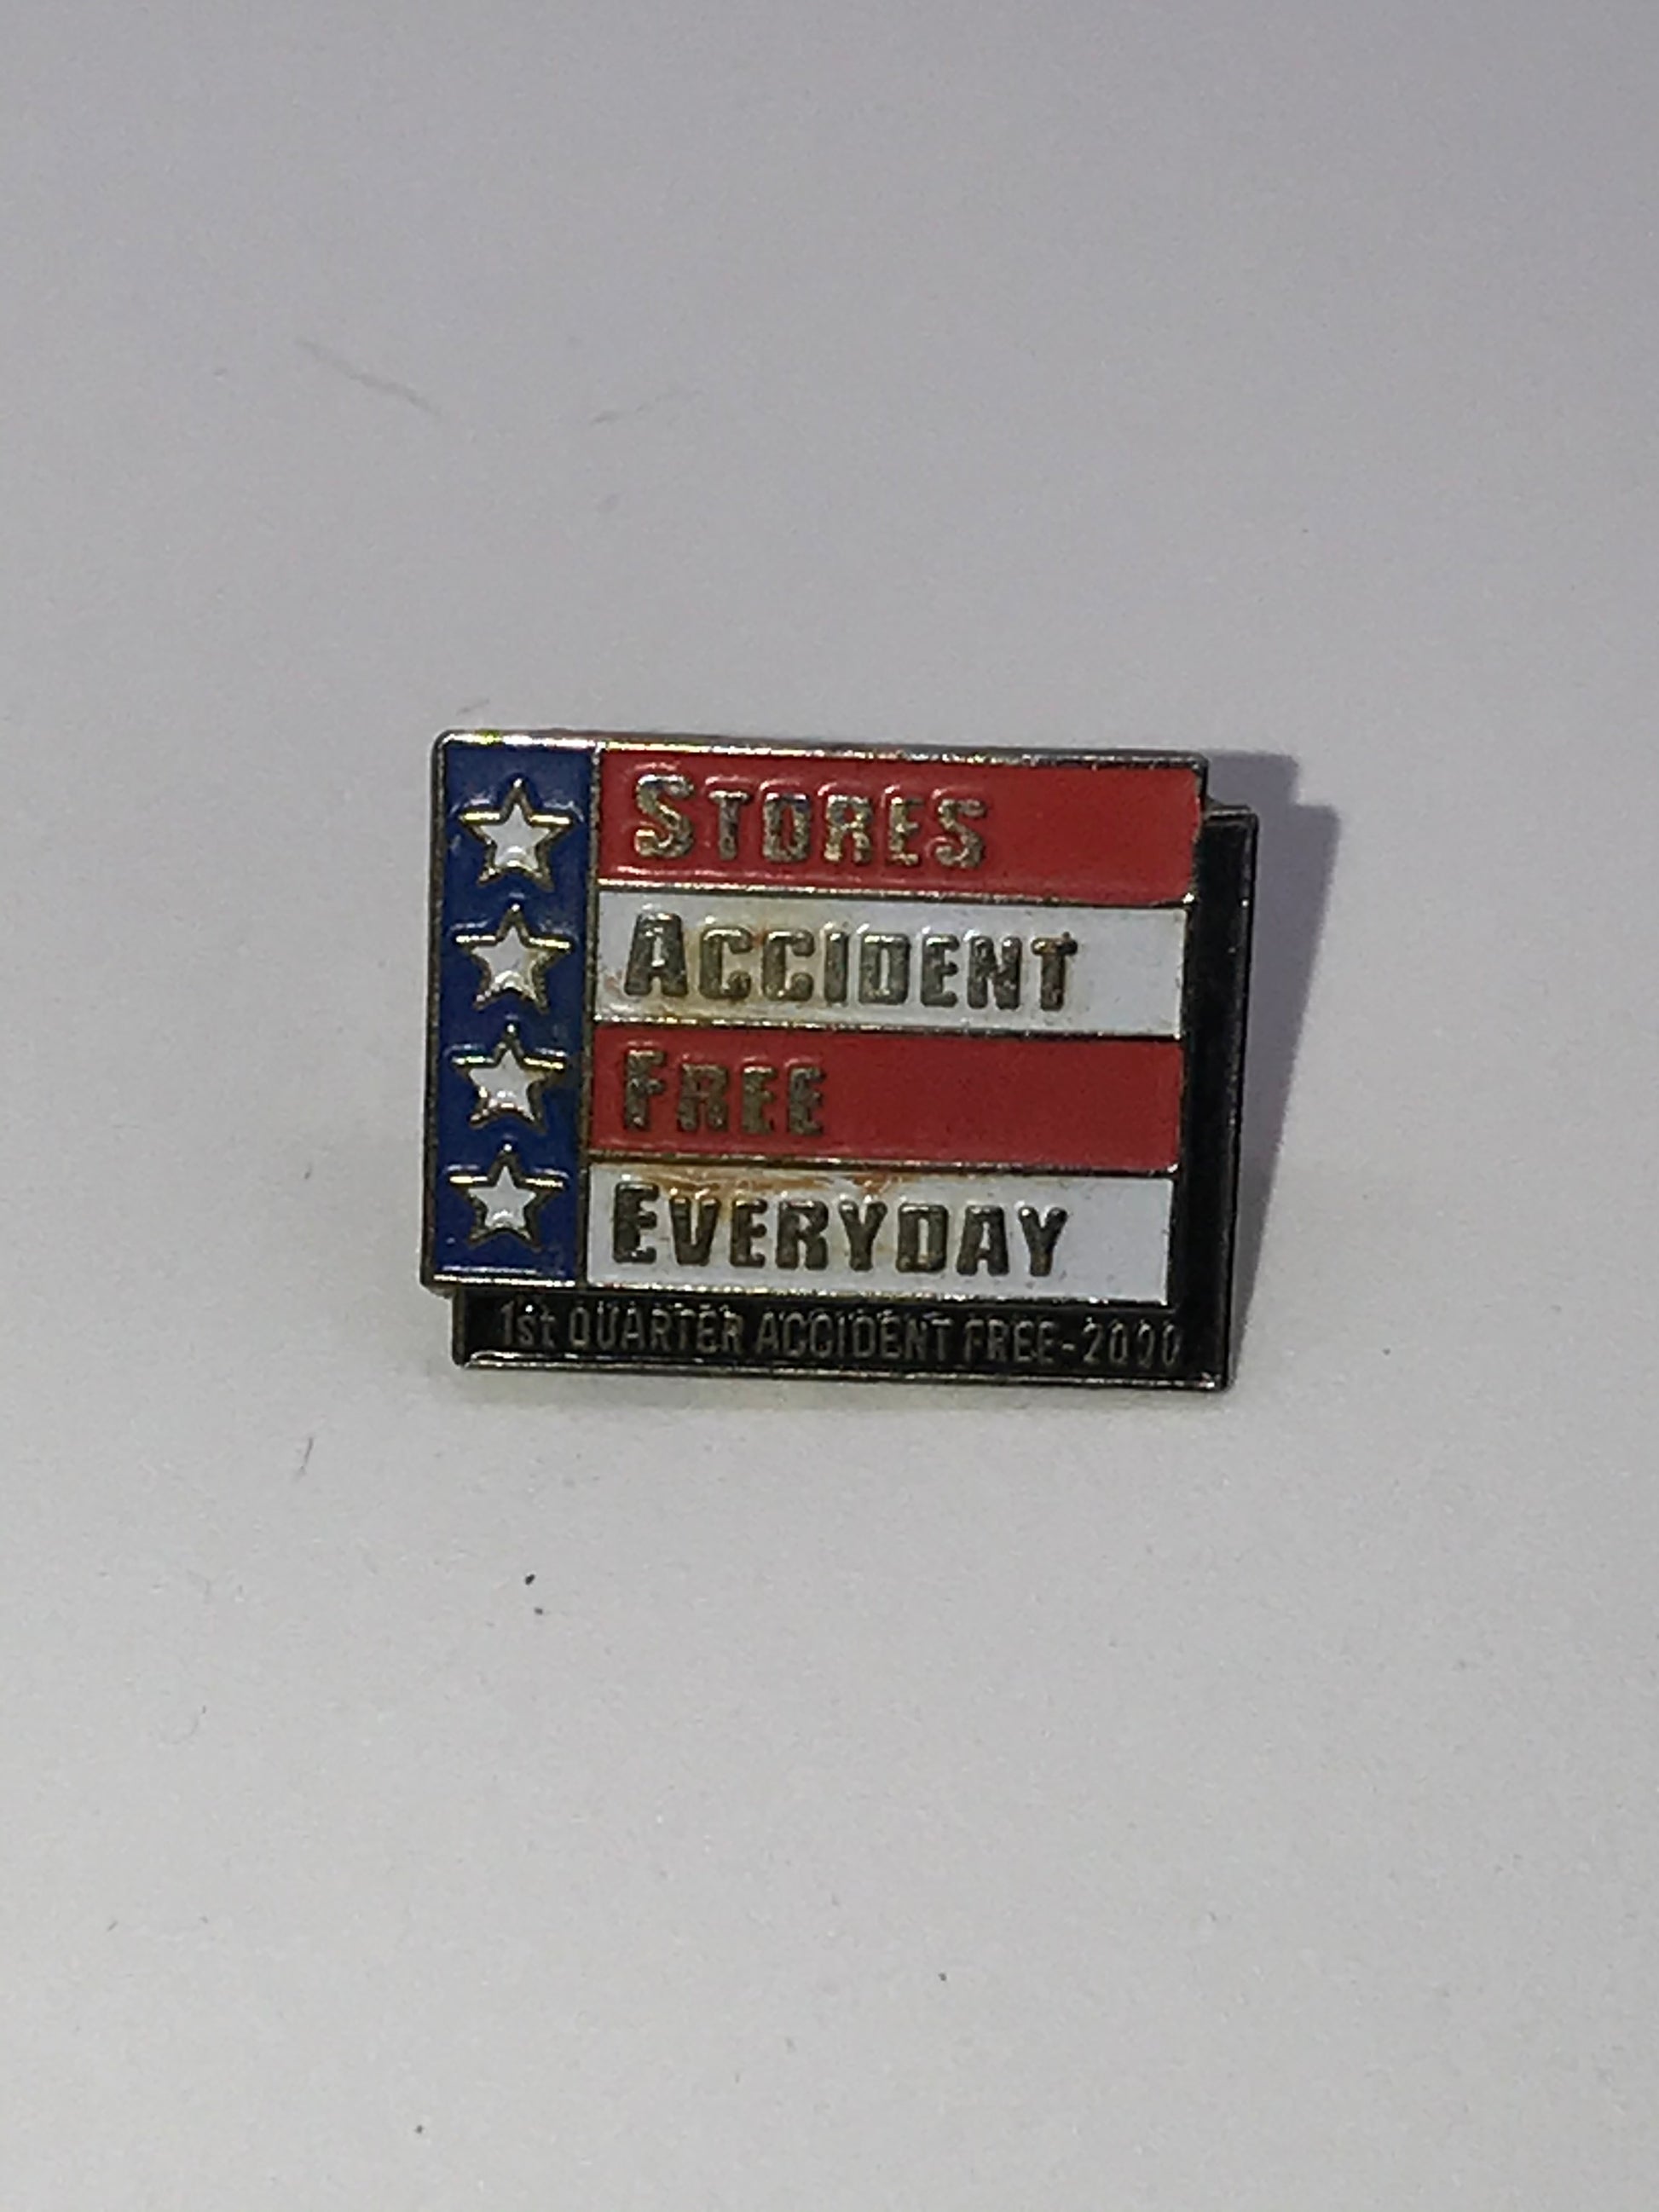 STORES
ACCIDENT
FREE
EVERYDAY
1st QUARTER ACCIDENT FREE-2000